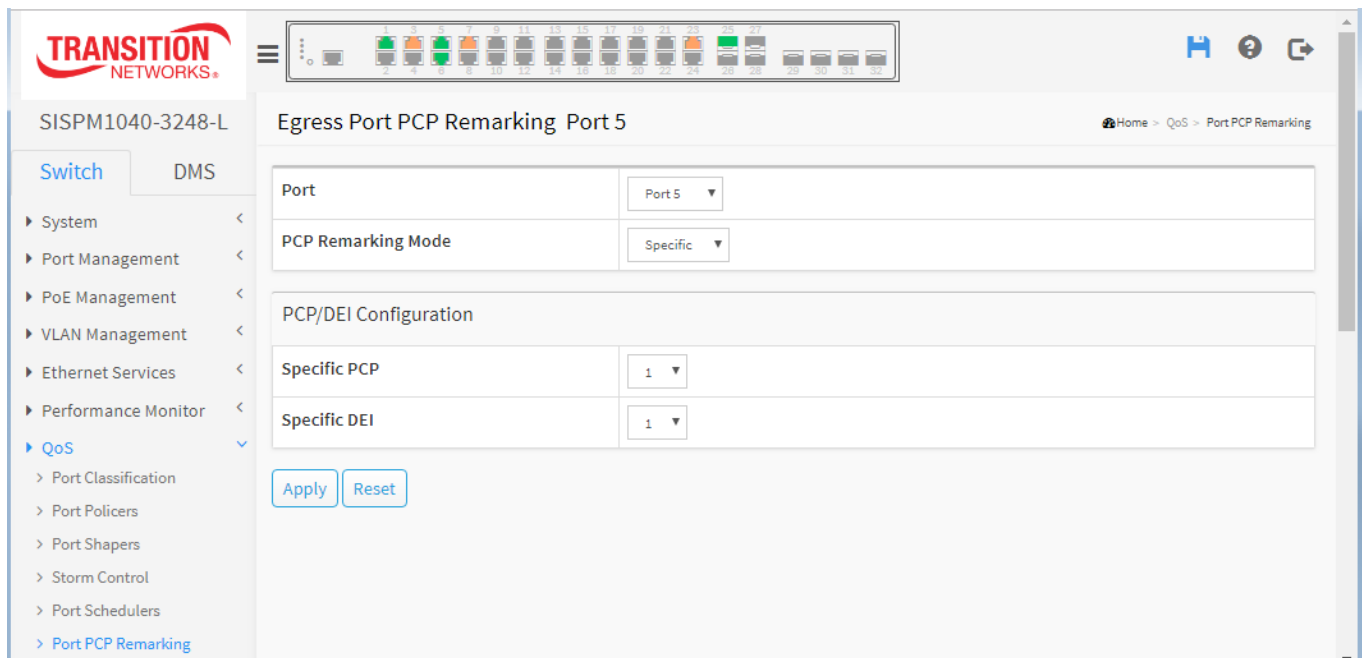 TRANSITION
NETWORKS®
1 3 5 7 9 11 13 15 17 19 21 23 25 27
2 4 6 8 10 12 14 16 18 20 22 24 26 28 29 30 31 32
SISPM1040-3248-L
Egress Port PCP Remarking Port 5
Home > QoS > Port PCP Remarking
Switch
DMS
System
Port Management
PoE Management
VLAN Management
Ethernet Services
Performance Monitor
QoS
> Port Classification
> Port Policers
> Port Shapers
> Storm Control
> Port Schedulers
> Port PCP Remarking
Port
Port 5
PCP Remarking Mode
Specific
PCP/DEI Configuration
Specific PCP
1
Specific DEI
1
Apply
Reset